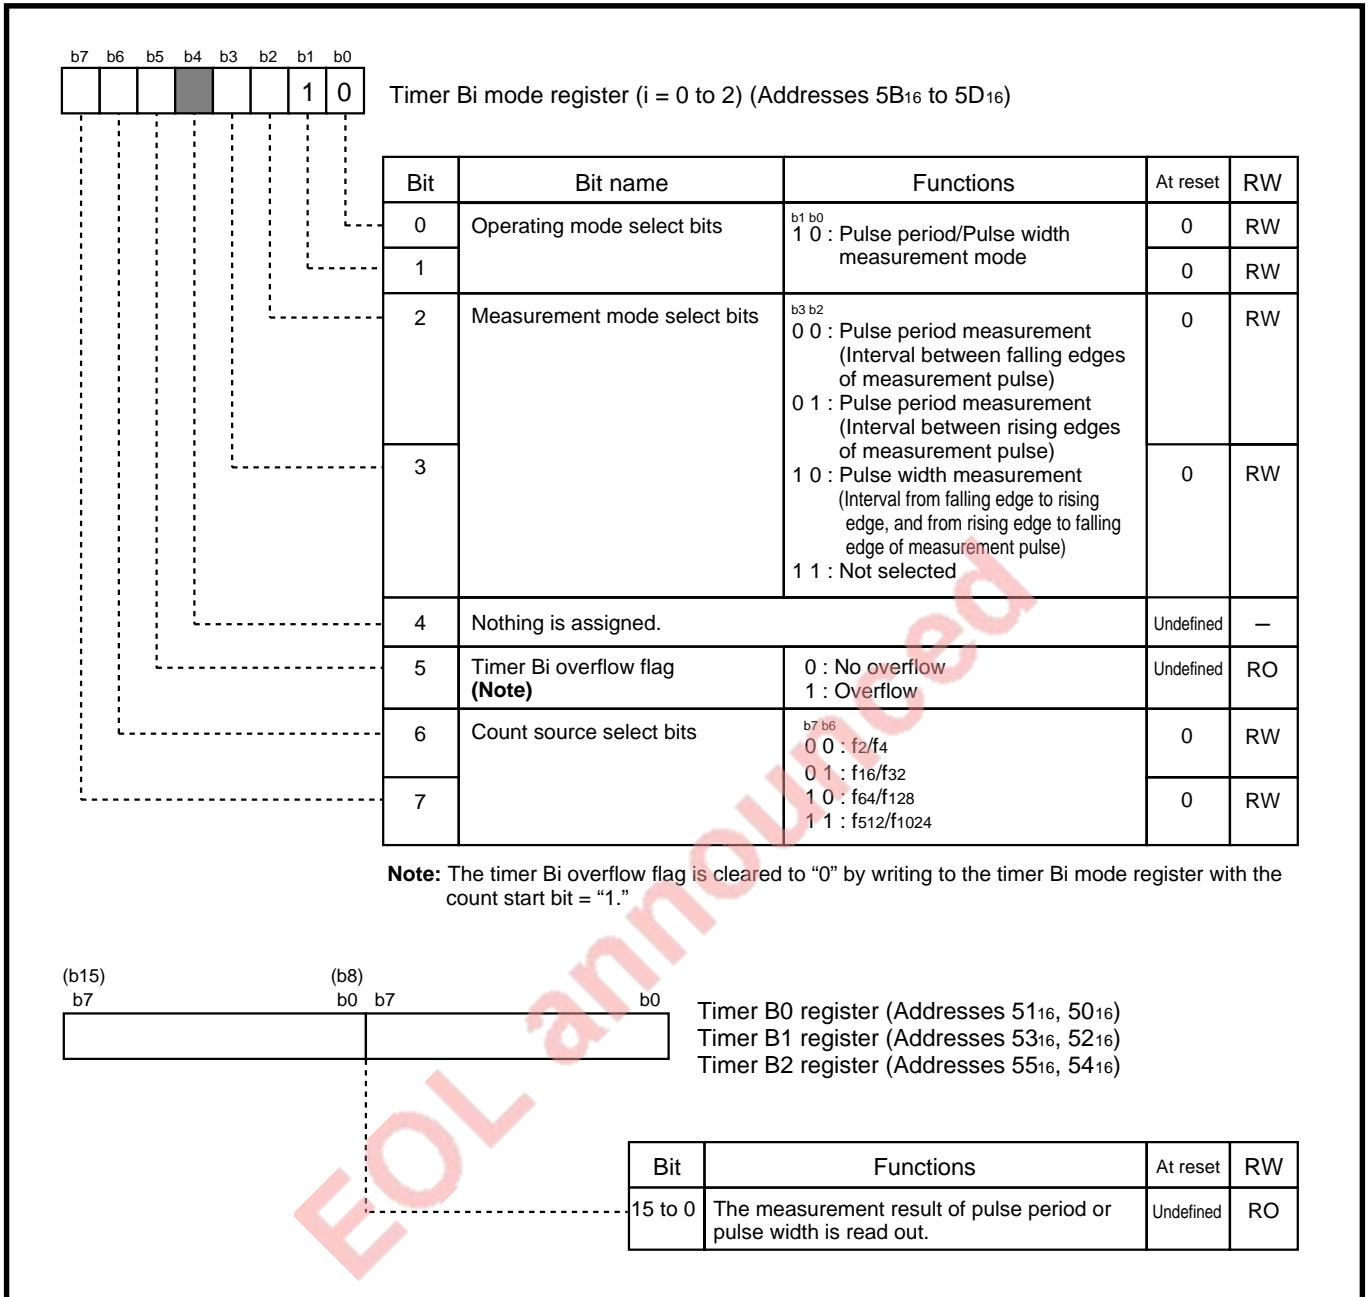 b7 b6 b5 b4 b3 b2 b1 b0
1 0
Timer Bi mode register (i = 0 to 2) (Addresses 5B16 to 5D16)
Bit Bit name Functions At reset RW
0 Operating mode select bits b1 b0 0 RW
1 0 : Pulse period/Pulse width
measurement mode
1 0 RW
2 Measurement mode select bits b3 b2 0 RW
0 0 : Pulse period measurement
(Interval between falling edges
of measurement pulse)
0 1 : Pulse period measurement
(Interval between rising edges
of measurement pulse)
3 1 0 : Pulse width measurement 0 RW
(Interval from falling edge to rising
edge, and from rising edge to falling
edge of measurement pulse)
1 1 : Not selected
4 Nothing is assigned. Undefined –
5 Timer Bi overflow flag 0 : No overflow Undefined RO
(Note) 1 : Overflow
6 Count source select bits b7 b6 0 RW
0 0 : f2/f4
0 1 : f16/f32
7 1 0 : f64/f128 0 RW
1 1 : f512/f1024
Note: The timer Bi overflow flag is cleared to “0” by writing to the timer Bi mode register with the
count start bit = “1.”
(b15) (b8)
b7 b0 b7 b0
Timer B0 register (Addresses 5116, 5016)
Timer B1 register (Addresses 5316, 5216)
Timer B2 register (Addresses 5516, 5416)
Bit Functions At reset RW
15 to 0 The measurement result of pulse period or Undefined RO
pulse width is read out.
EOL announced